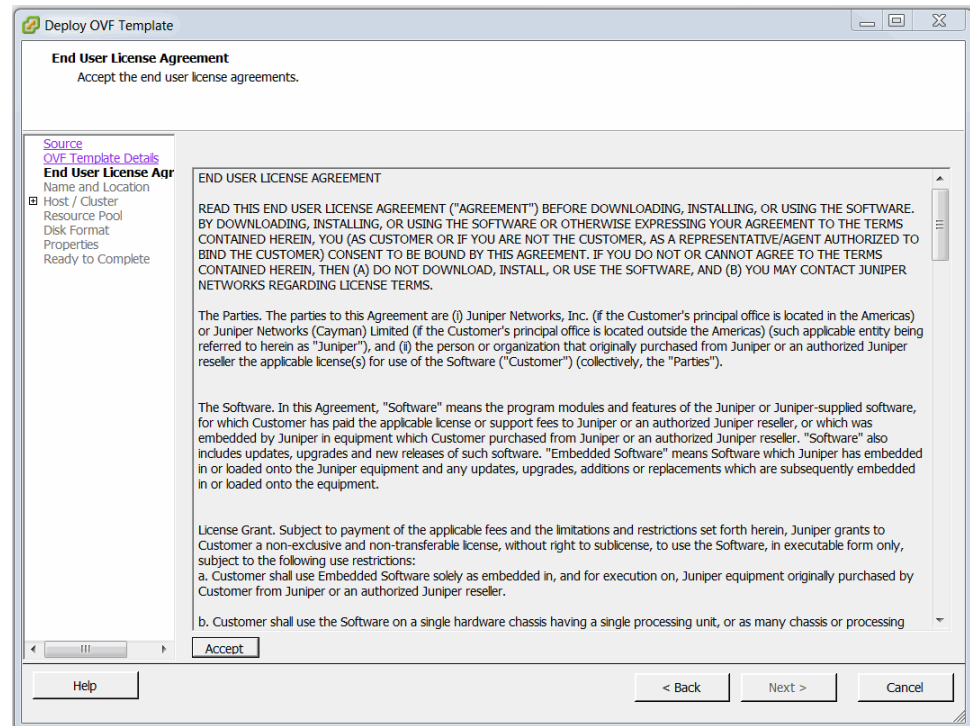 Deploy OVF Template
End User License Agreement
Accept the end user license agreements.
Source
OVF Template Details
End User License Agr
Name and Location
Host / Cluster
Resource Pool
Disk Format
Properties
Ready to Complete
END USER LICENSE AGREEMENT
READ THIS END USER LICENSE AGREEMENT ("AGREEMENT") BEFORE DOWNLOADING, INSTALLING, OR USING THE SOFTWARE.
BY DOWNLOADING, INSTALLING, OR USING THE SOFTWARE OR OTHERWISE EXPRESSING YOUR AGREEMENT TO THE TERMS
CONTAINED HEREIN, YOU (AS CUSTOMER OR IF YOU ARE NOT THE CUSTOMER, AS A REPRESENTATIVE/AGENT AUTHORIZED TO
BIND THE CUSTOMER) CONSENT TO BE BOUND BY THIS AGREEMENT. IF YOU DO NOT OR CANNOT AGREE TO THE TERMS
CONTAINED HEREIN, THEN (A) DO NOT DOWNLOAD, INSTALL, OR USE THE SOFTWARE, AND (B) YOU MAY CONTACT JUNIPER
NETWORKS REGARDING LICENSE TERMS.
The Parties. The parties to this Agreement are (i) Juniper Networks, Inc. (if the Customer's principal office is located in the Americas)
or Juniper Networks (Cayman) Limited (if the Customer's principal office is located outside the Americas) (such applicable entity being
referred to herein as "Juniper"), and (ii) the person or organization that originally purchased from Juniper or an authorized Juniper
reseller the applicable license(s) for use of the Software ("Customer") (collectively, the "Parties").
The Software. In this Agreement, "Software" means the program modules and features of the Juniper or Juniper-supplied software,
for which Customer has paid the applicable license or support fees to Juniper or an authorized Juniper reseller, or which was
embedded by Juniper in equipment which Customer purchased from Juniper or an authorized Juniper reseller. "Software" also
includes updates, upgrades and new releases of such software. "Embedded Software" means Software which Juniper has embedded
in or loaded onto the Juniper equipment and any updates, upgrades, additions or replacements which are subsequently embedded
in or loaded onto the equipment.
License Grant. Subject to payment of the applicable fees and the limitations and restrictions set forth herein, Juniper grants to
Customer a non-exclusive and non-transferable license, without right to sublicense, to use the Software, in executable form only,
subject to the following use restrictions:
a. Customer shall use Embedded Software solely as embedded in, and for execution on, Juniper equipment originally purchased by
Customer from Juniper or an authorized Juniper reseller.
b. Customer shall use the Software on a single hardware chassis having a single processing unit, or as many chassis or processing
Accept
Help
< Back
Next >
Cancel